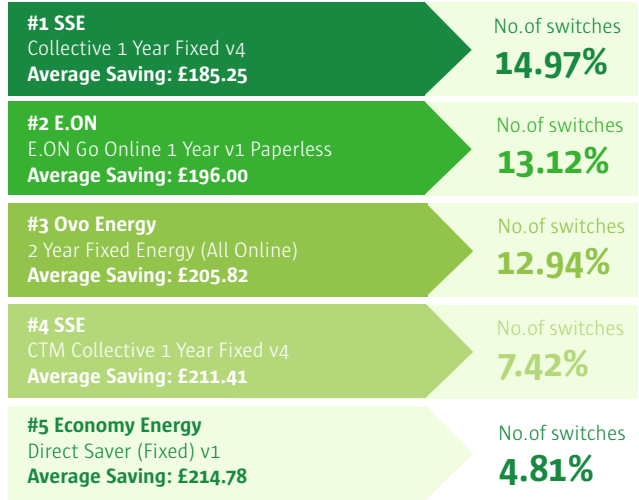 #1 SSE
Collective 1 Year Fixed v4
Average Saving: £185.25
No.of switches
14.97%
#2 E.ON
E.ON Go Online 1 Year v1 Paperless
Average Saving: £196.00
No.of switches
13.12%
#3 Ovo Energy
2 Year Fixed Energy (All Online)
Average Saving: £205.82
No.of switches
12.94%
#4 SSE
CTM Collective 1 Year Fixed v4
Average Saving: £211.41
No.of switches
7.42%
#5 Economy Energy
Direct Saver (Fixed) v1
Average Saving: £214.78
No.of switches
4.81%